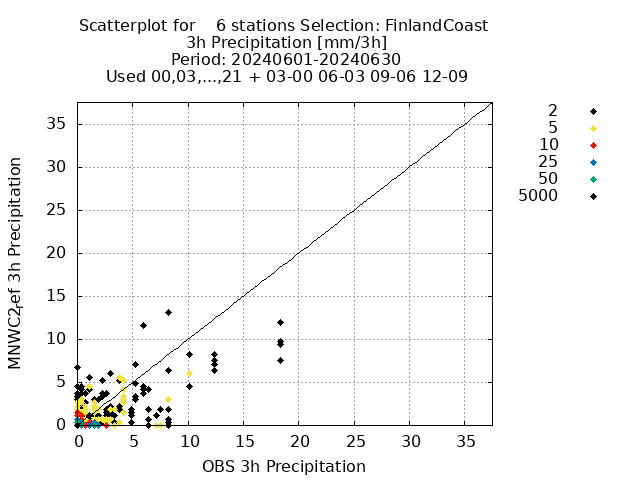 Scatterplot for    6 stations Selection: FinlandCoast
3h Precipitation [mm/3h]
Period: 20240601-20240630
Used 00,03,...,21 + 03-00 06-03 09-06 12-09
MNWC2ref 3h Precipitation
35
30
25
20
15
10
5
0
0 5 10 15 20 25 30 35
OBS 3h Precipitation
2
5
10
25
50
5000